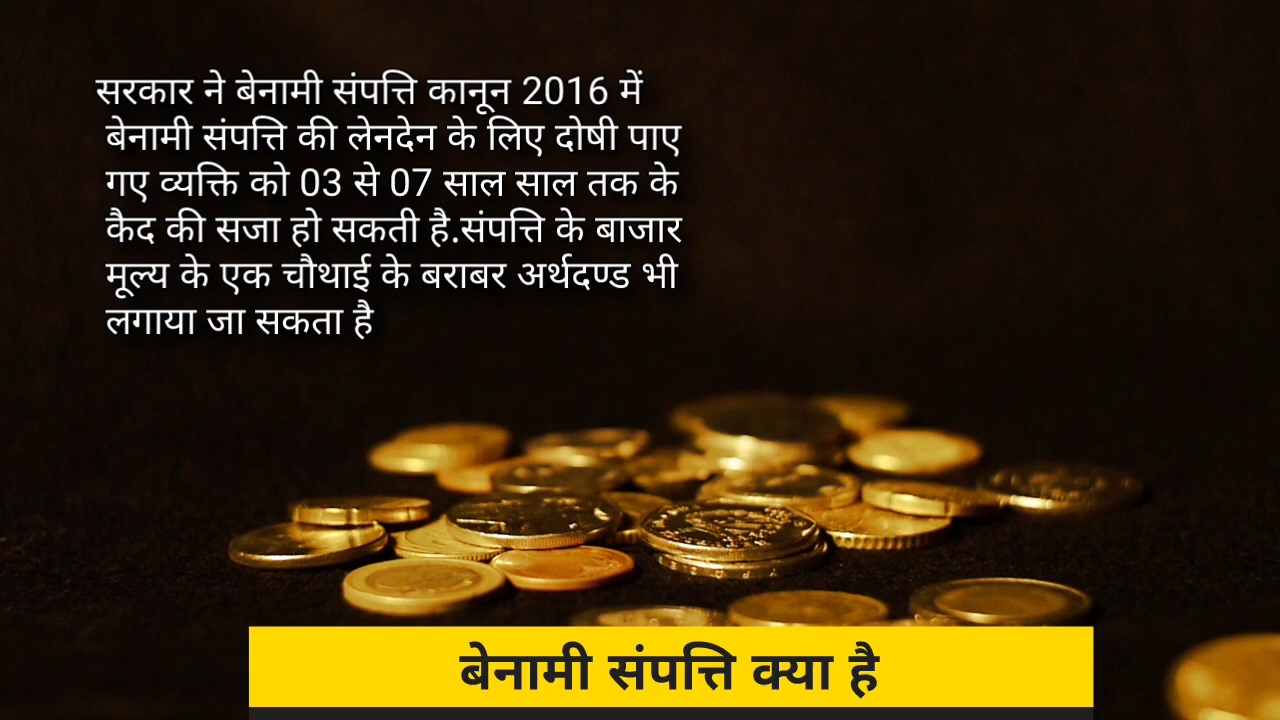 सरकार ने बेनामी संपत्ति कानून 2016 में
बेनामी संपत्ति की लेनदेन के लिए दोषी पाए
गए व्यक्ति को 03 से 07 साल साल तक के
कैद की सजा हो सकती है.संपत्ति के बाजार
मूल्य के एक चौथाई के बराबर अर्थदण्ड भी
लगाया जा सकता है
बेनामी संपत्ति क्या है